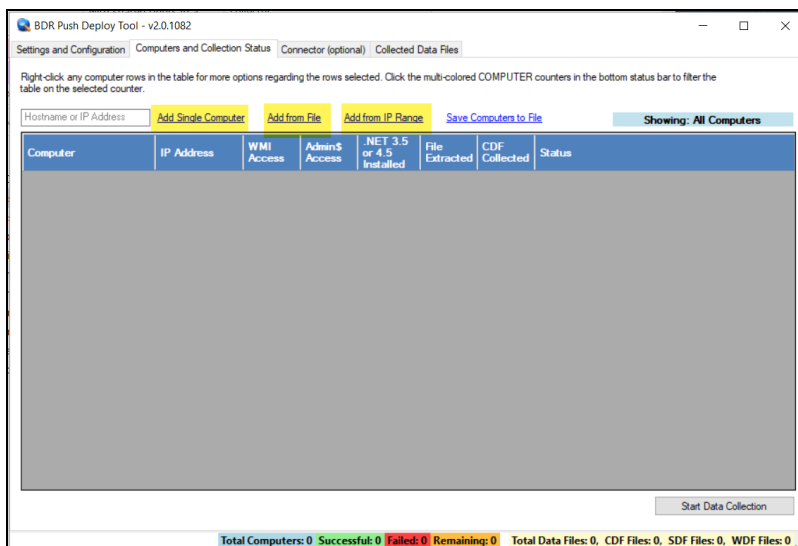 BDR Push Deploy Tool - v2.0.1082
Settings and Configuration Computers and Collection Status Connector (optional) Collected Data Files
Right-click any computer rows in the table for more options regarding the rows selected. Click the multi-colored COMPUTER counters in the bottom status bar to filter the
table on the selected counter.
Hostname or IP Address Add Single Computer Add from File Add from IP Range Save Computers to File Showing: All Computers
Computer IP Address WMI Access Admin$ Access .NET 3.5 or 4.5 Installed File Extracted CDF Collected Status
Start Data Collection
Total Computers: 0 Successful: 0 Failed: 0 Remaining: 0 Total Data Files: 0, CDF Files: 0, SDF Files: 0, WDF Files: 0